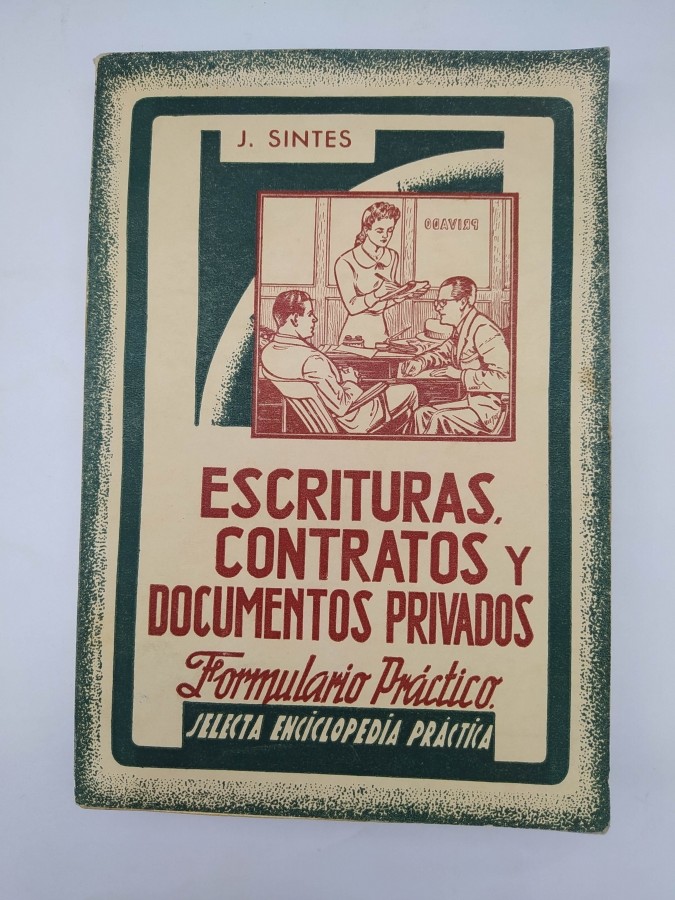 J. SINTES
PRIVADO
ESCRITURAS,
CONTRATOS Y
DOCUMENTOS PRIVADOS
Formulario Práctico.
SELECTA ENCICLOPEDIA PRÁCTICA